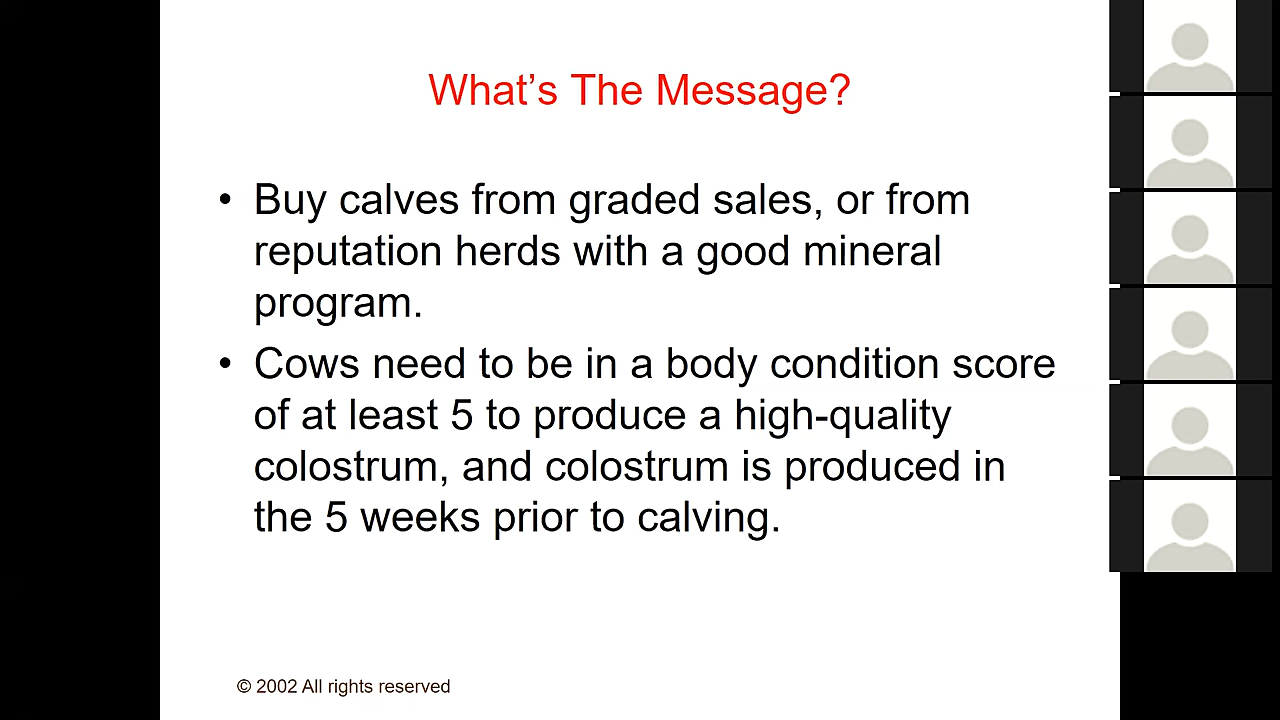 What’s The Message?
• Buy calves from graded sales, or from
reputation herds with a good mineral
program.
• Cows need to be in a body condition score
of at least 5 to produce a high-quality
colostrum, and colostrum is produced in
the 5 weeks prior to calving.
© 2002 All rights reserved